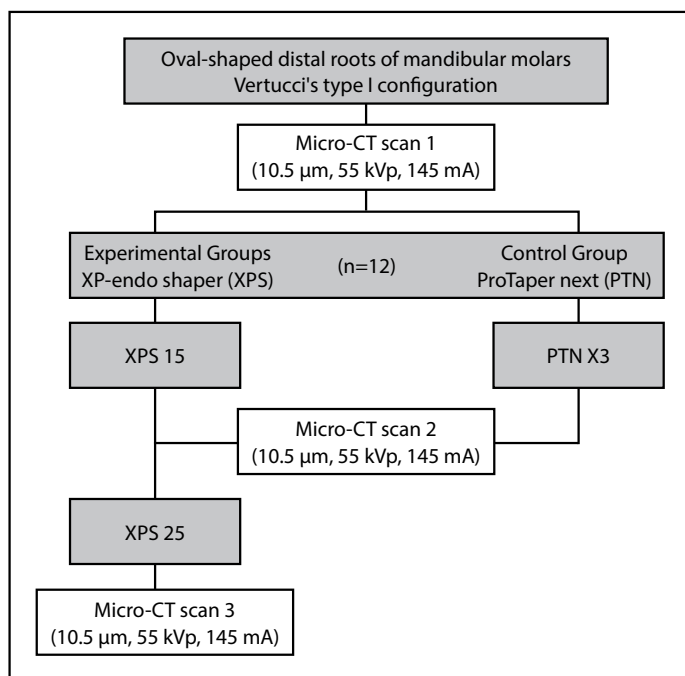 Oval-shaped distal roots of mandibular molars
Vertucci's type I configuration
Micro-CT scan 1
(10.5 µm, 55 kVp, 145 mA)
Experimental Groups
XP-endo shaper (XPS)
(n=12)
Control Group
ProTaper next (PTN)
XPS 15
PTN X3
Micro-CT scan 2
(10.5 µm, 55 kVp, 145 mA)
XPS 25
Micro-CT scan 3
(10.5 µm, 55 kVp, 145 mA)